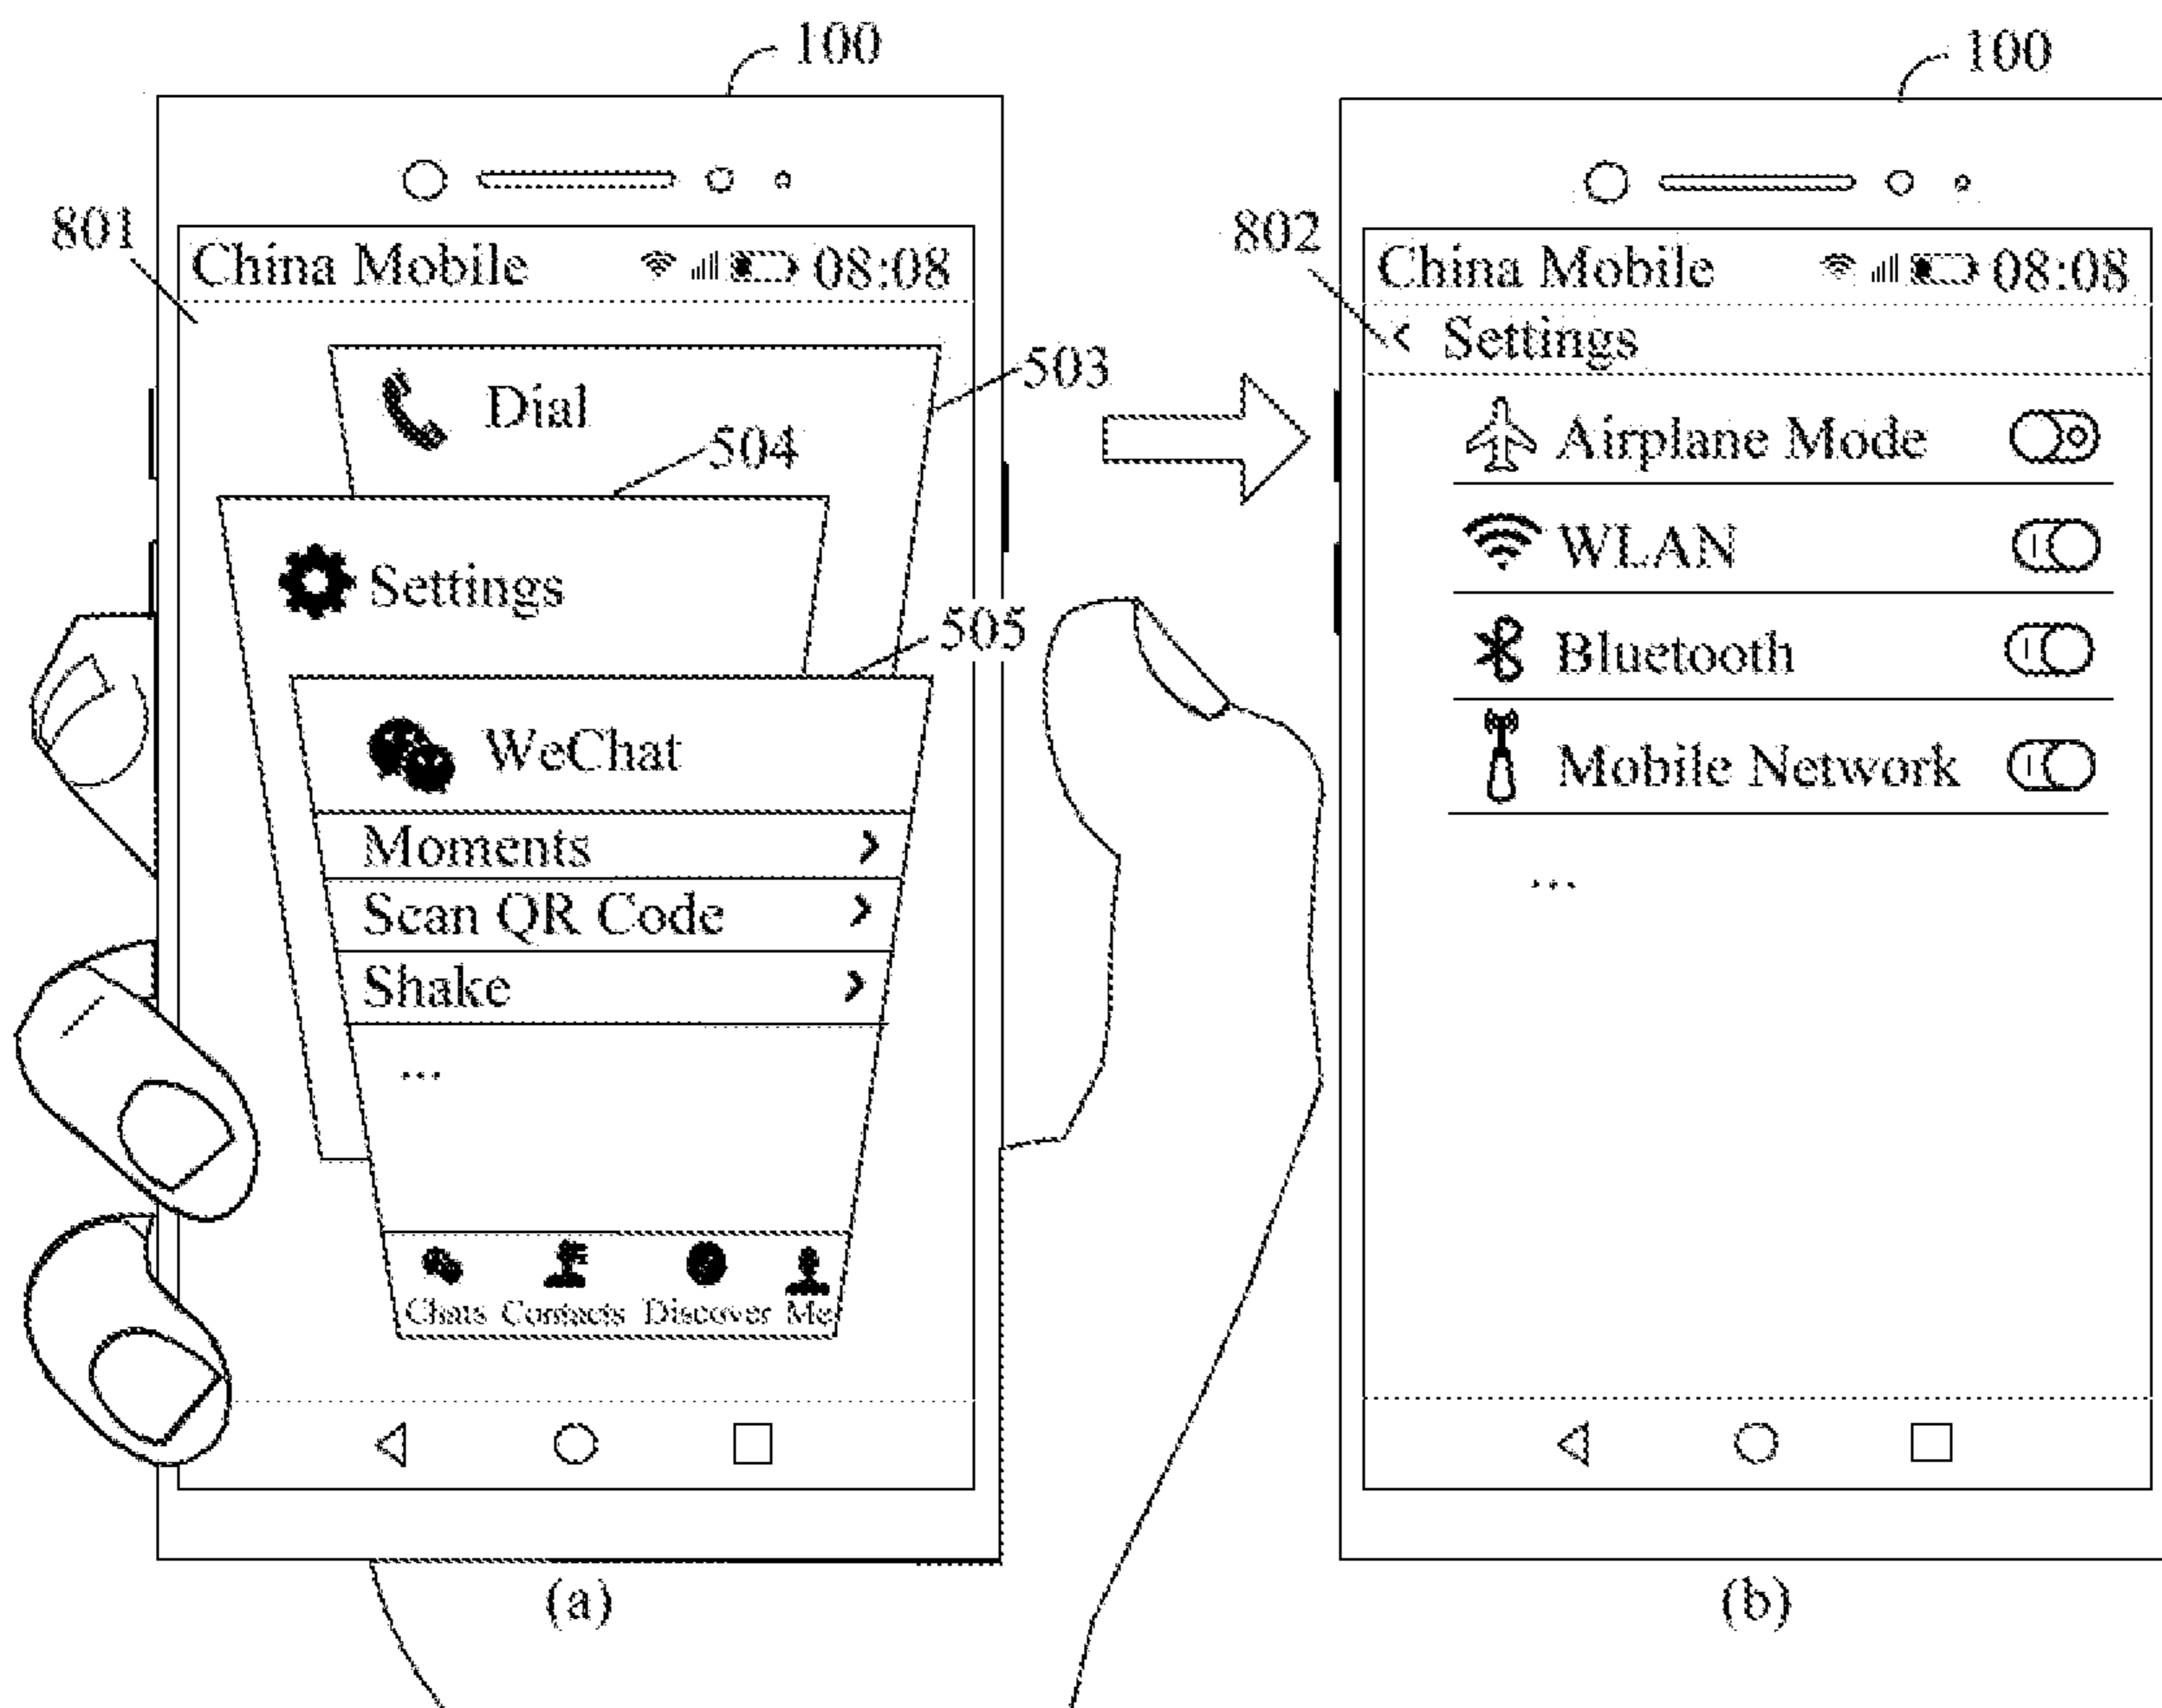 100
801
China Mobile 08:08
Dial
503
504
Settings
505
WeChat
Moments >
Scan QR Code >
Shake >
...
Chats Contacts Discover Me
(a)
100
802
China Mobile 08:08
< Settings
Airplane Mode
WLAN
Bluetooth
Mobile Network
...
(b)